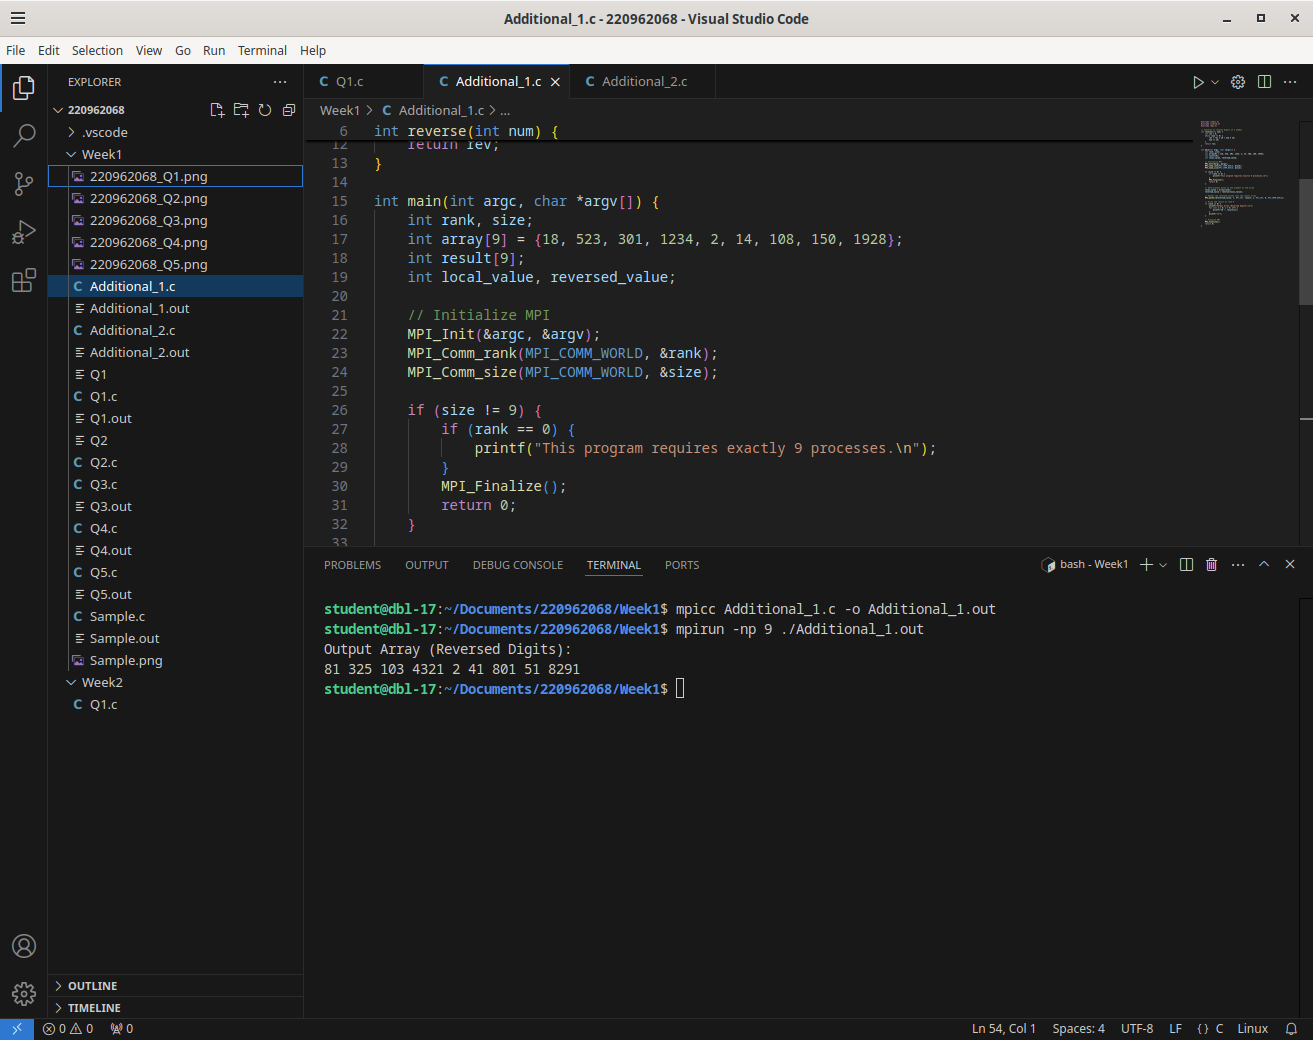 Additional_1.c - 220962068 - Visual Studio Code
File Edit Selection View Go Run Terminal Help
EXPLORER
220962068
.vscode
Week1
220962068_Q1.png
220962068_Q2.png
220962068_Q3.png
220962068_Q4.png
220962068_Q5.png
Additional_1.c
Additional_1.out
Additional_2.c
Additional_2.out
Q1
Q1.c
Q1.out
Q2
Q2.c
Q3.c
Q3.out
Q4.c
Q4.out
Q5.c
Q5.out
Sample.c
Sample.out
Sample.png
Week2
Q1.c
OUTLINE
TIMELINE
Q1.c Additional_1.c Additional_2.c
Week1 > Additional_1.c > ...
6 int reverse(int num) {
12 return rev;
13 }
14
15 int main(int argc, char *argv[]) {
16 int rank, size;
17 int array[9] = {18, 523, 301, 1234, 2, 14, 108, 150, 1928};
18 int result[9];
19 int local_value, reversed_value;
20
21 // Initialize MPI
22 MPI_Init(&argc, &argv);
23 MPI_Comm_rank(MPI_COMM_WORLD, &rank);
24 MPI_Comm_size(MPI_COMM_WORLD, &size);
25
26 if (size != 9) {
27 if (rank == 0) {
28 printf("This program requires exactly 9 processes.\n");
29 }
30 MPI_Finalize();
31 return 0;
32 }
33
PROBLEMS OUTPUT DEBUG CONSOLE TERMINAL PORTS
bash - Week1
student@dbl-17:~/Documents/220962068/Week1$ mpicc Additional_1.c -o Additional_1.out
student@dbl-17:~/Documents/220962068/Week1$ mpirun -np 9 ./Additional_1.out
Output Array (Reversed Digits):
81 325 103 4321 2 41 801 51 8291
student@dbl-17:~/Documents/220962068/Week1$
0 0 0 Ln 54, Col 1 Spaces: 4 UTF-8 LF {} C Linux